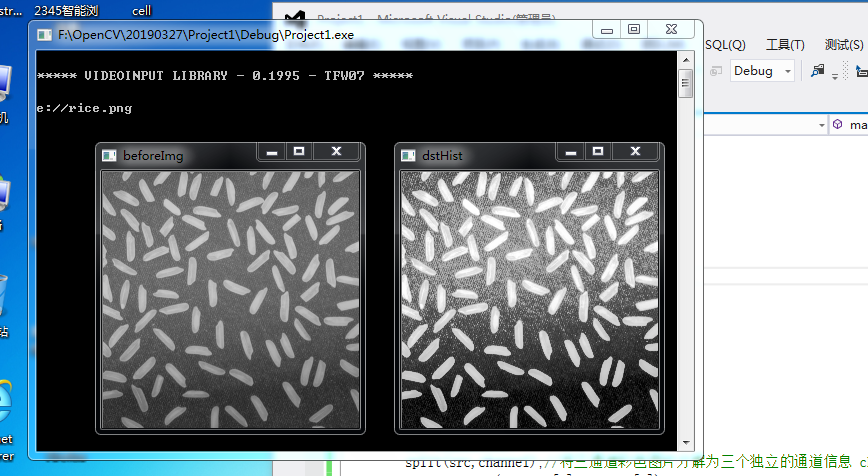 str...
2345智能浏
cell
Project1 - Microsoft Visual Studio(管理员)
F:\OpenCV\20190327\Project1\Debug\Project1.exe
SQL(Q)
工具(T)
测试(S)
Debug
***** VIDEOINPUT LIBRARY - 0.1995 - TFW07 *****
机
e://rice.png
ma
beforeImg
dstHist
钻
et
rer
split(src,channel);//将三通道彩色图片分解为三个独立的通道信息 c